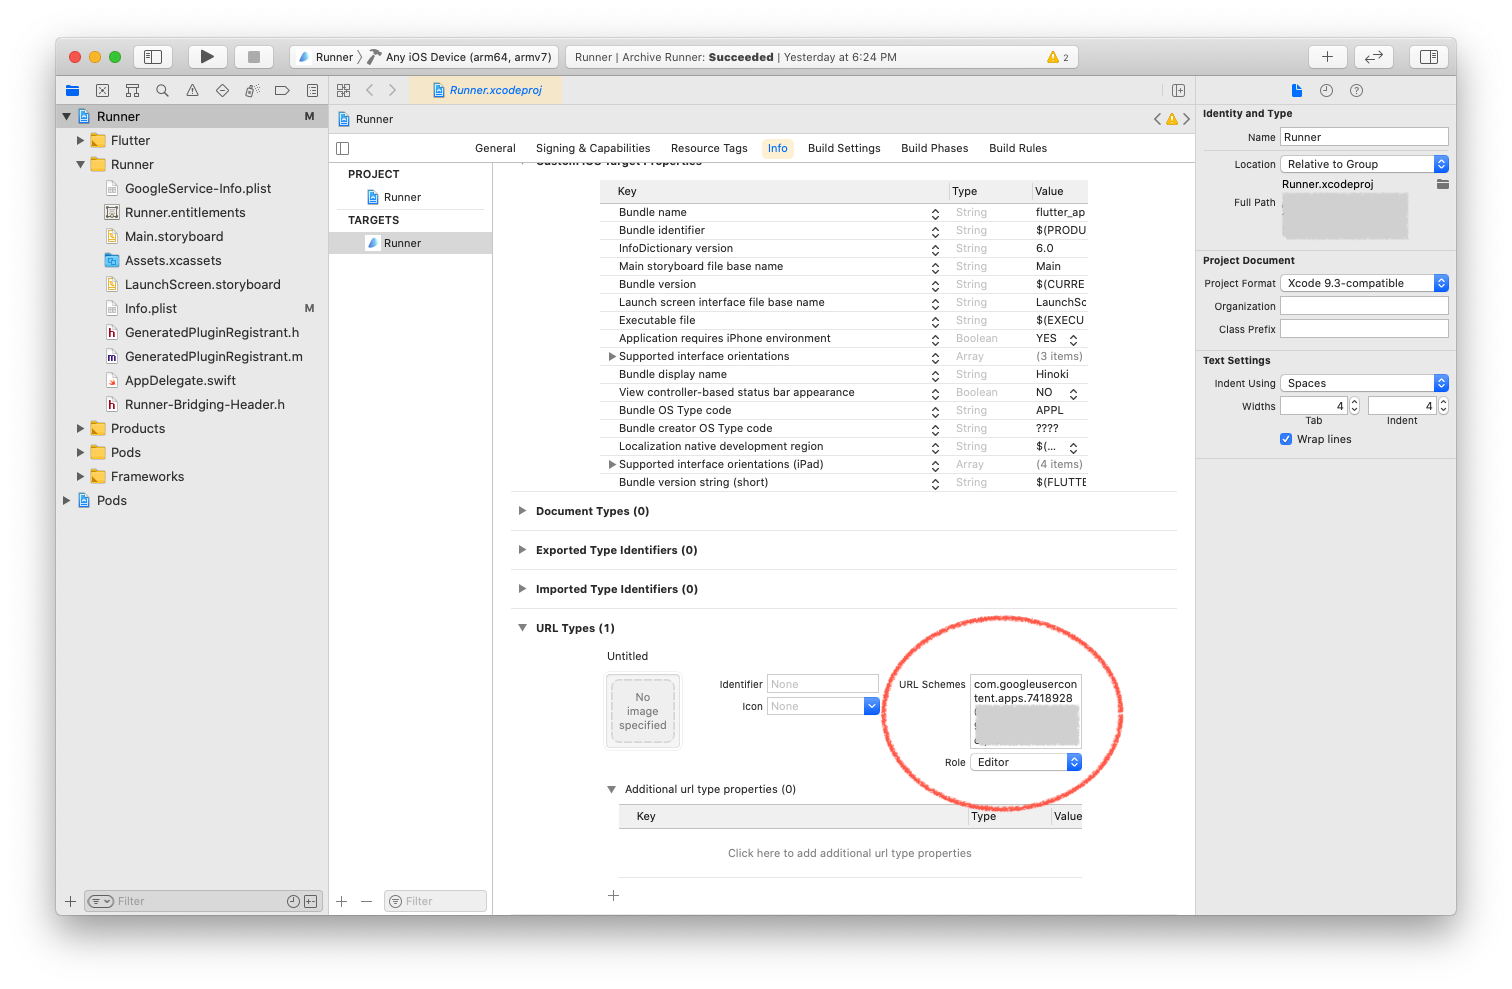 Runner
Any iOS Device (arm64, armv7)
Runner | Archive Runner: Succeeded | Yesterday at 6:24 PM
2
Runner M
Flutter
Runner
GoogleService-Info.plist
Runner.entitlements
Main.storyboard
Assets.xcassets
LaunchScreen.storyboard
Info.plist M
GeneratedPluginRegistrant.h
GeneratedPluginRegistrant.m
AppDelegate.swift
Runner-Bridging-Header.h
Products
Pods
Frameworks
Pods
Filter
Runner.xcodeproj
Runner
General Signing & Capabilities Resource Tags Info Build Settings Build Phases Build Rules
PROJECT
Runner
TARGETS
Runner
Filter
Custom iOS Target Properties
Key Type Value
Bundle name String flutter_ap
Bundle identifier String $(PRODU
InfoDictionary version String 6.0
Main storyboard file base name String Main
Bundle version String $(CURRE
Launch screen interface file base name String LaunchSc
Executable file String $(EXECU
Application requires iPhone environment Boolean YES
Supported interface orientations Array (3 items)
Bundle display name String Hinoki
View controller-based status bar appearance Boolean NO
Bundle OS Type code String APPL
Bundle creator OS Type code String ????
Localization native development region String $(...
Supported interface orientations (iPad) Array (4 items)
Bundle version string (short) String $(FLUTTE
Document Types (0)
Exported Type Identifiers (0)
Imported Type Identifiers (0)
URL Types (1)
Untitled
No
image
specified
Identifier None
Icon None
URL Schemes com.googleusercon
tent.apps.7418928
Role Editor
Additional url type properties (0)
Key Type Value
Click here to add additional url type properties
Identity and Type
Name Runner
Location Relative to Group
Runner.xcodeproj
Full Path
Project Document
Project Format Xcode 9.3-compatible
Organization
Class Prefix
Text Settings
Indent Using Spaces
Widths 4 4
Tab Indent
Wrap lines